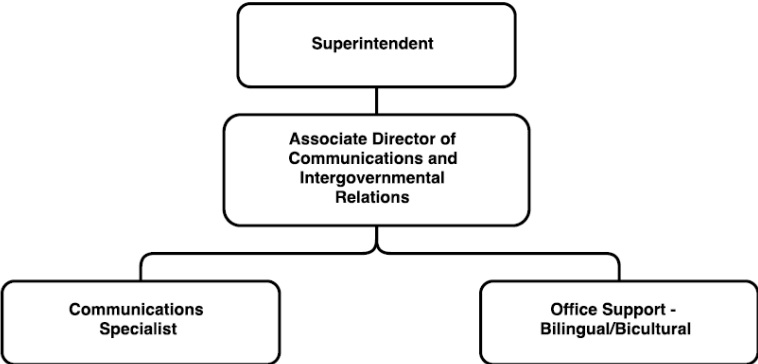 Superintendent
Associate Director of
Communications and
Intergovernmental
Relations
Communications
Specialist
Office Support -
Bilingual/Bicultural